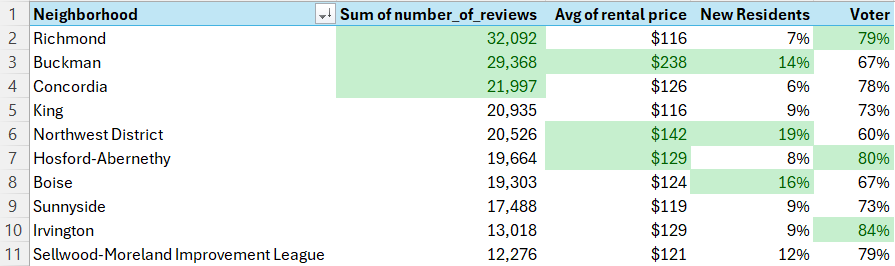 1 Neighborhood Sum of number_of_reviews Avg of rental price New Residents Voter
2 Richmond 32,092 $116 7% 79%
3 Buckman 29,368 $238 14% 67%
4 Concordia 21,997 $126 6% 78%
5 King 20,935 $116 9% 73%
6 Northwest District 20,526 $142 19% 60%
7 Hosford-Abernethy 19,664 $129 8% 80%
8 Boise 19,303 $124 16% 67%
9 Sunnyside 17,488 $119 9% 73%
10 Irvington 13,018 $129 9% 84%
11 Sellwood-Moreland Improvement League 12,276 $121 12% 79%